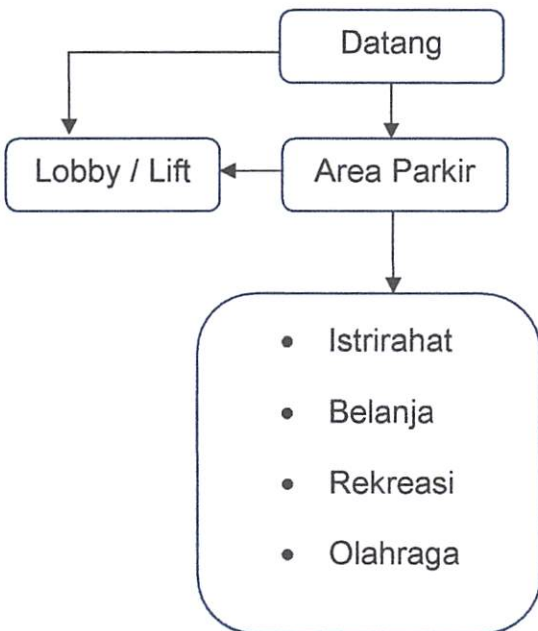 Datang
Lobby / Lift
Area Parkir
• Istrirahat
• Belanja
• Rekreasi
• Olahraga